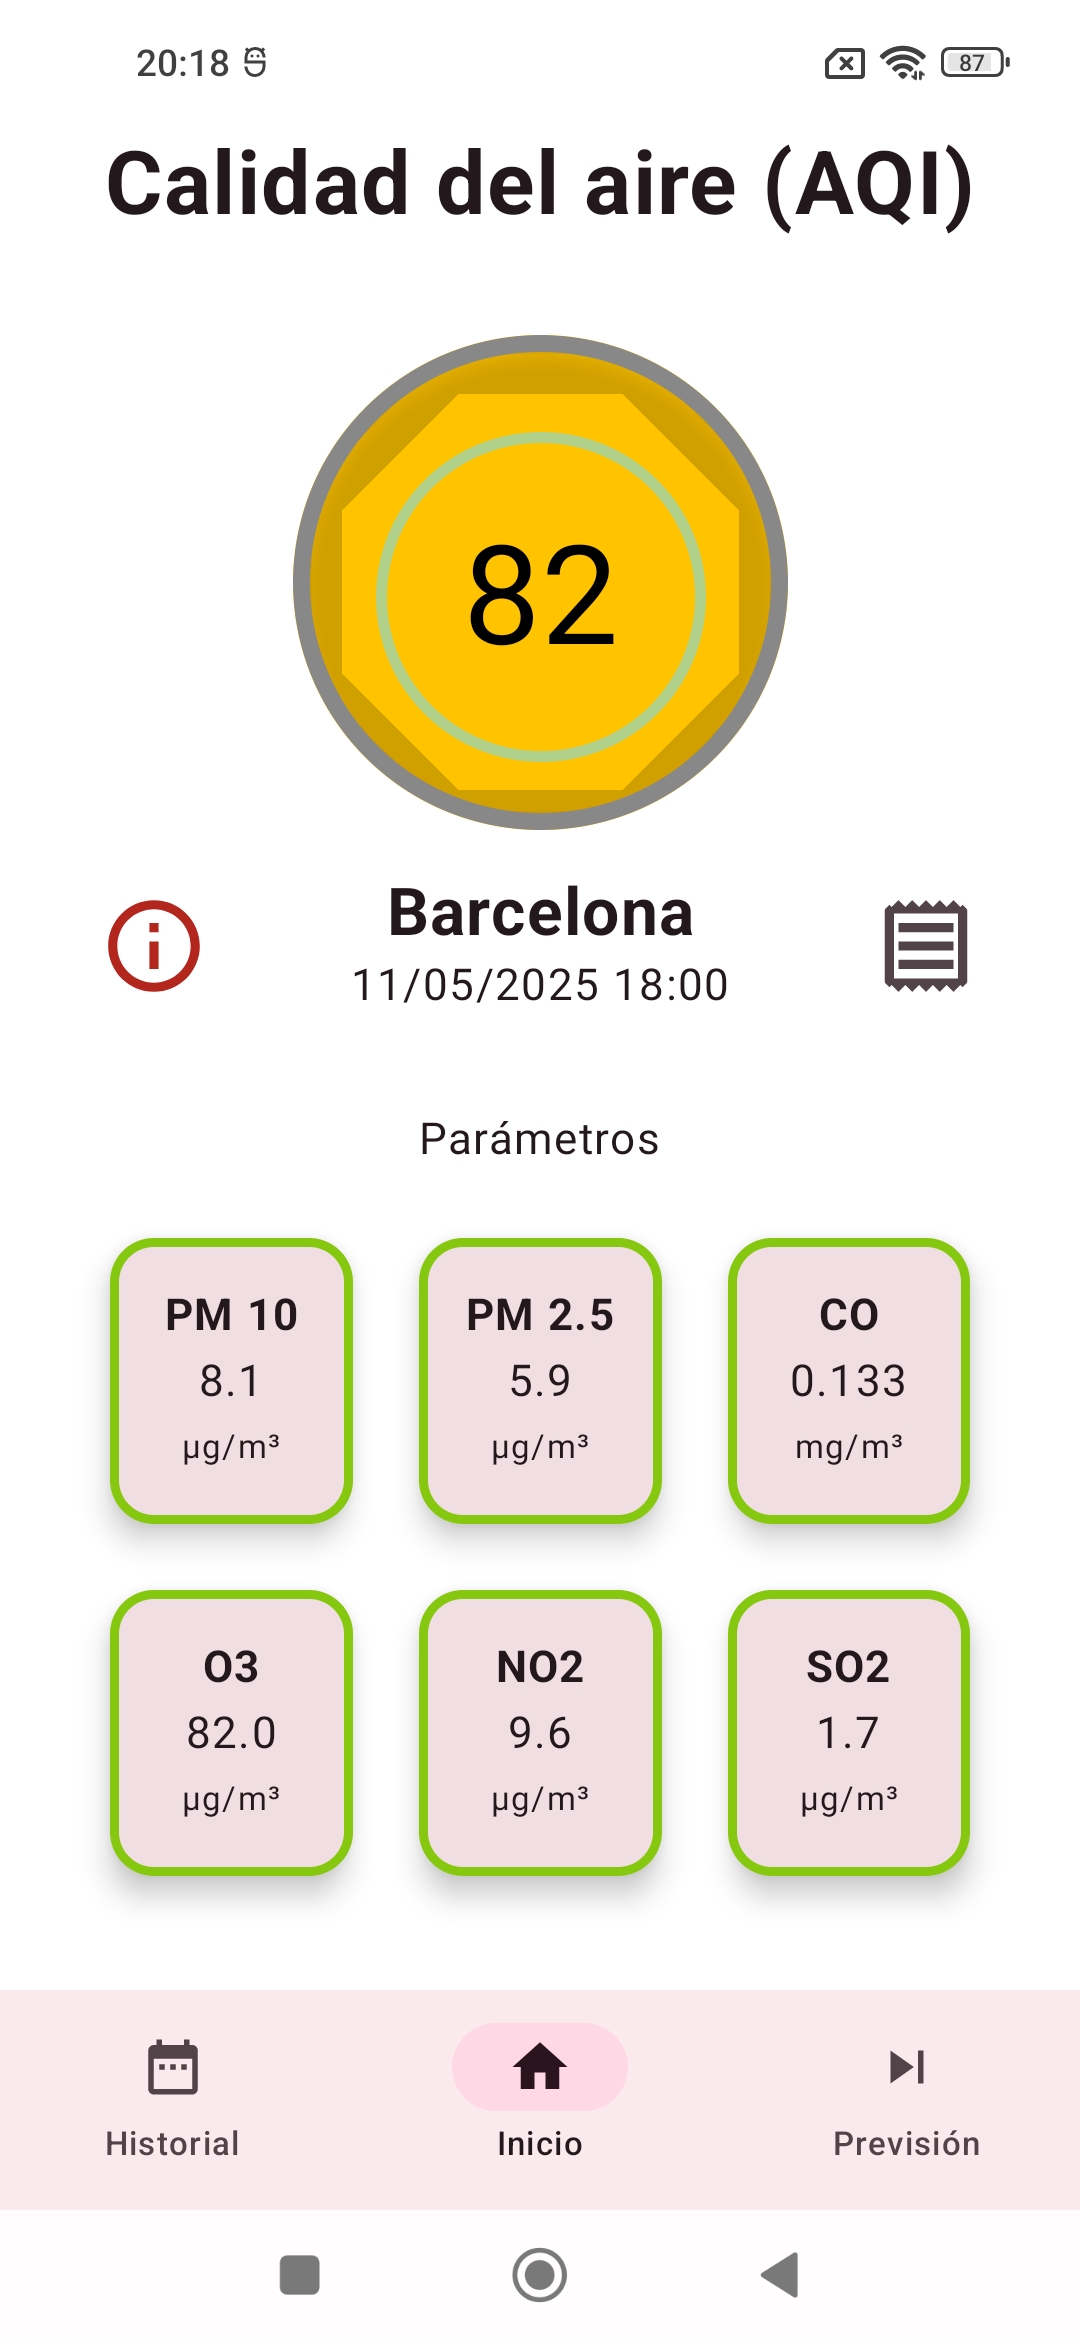 20:18
87
Calidad del aire (AQI)
82
Barcelona
11/05/2025 18:00
Parámetros
PM 10
8.1
µg/m³
PM 2.5
5.9
µg/m³
CO
0.133
mg/m³
O3
82.0
µg/m³
NO2
9.6
µg/m³
SO2
1.7
µg/m³
Historial
Inicio
Previsión